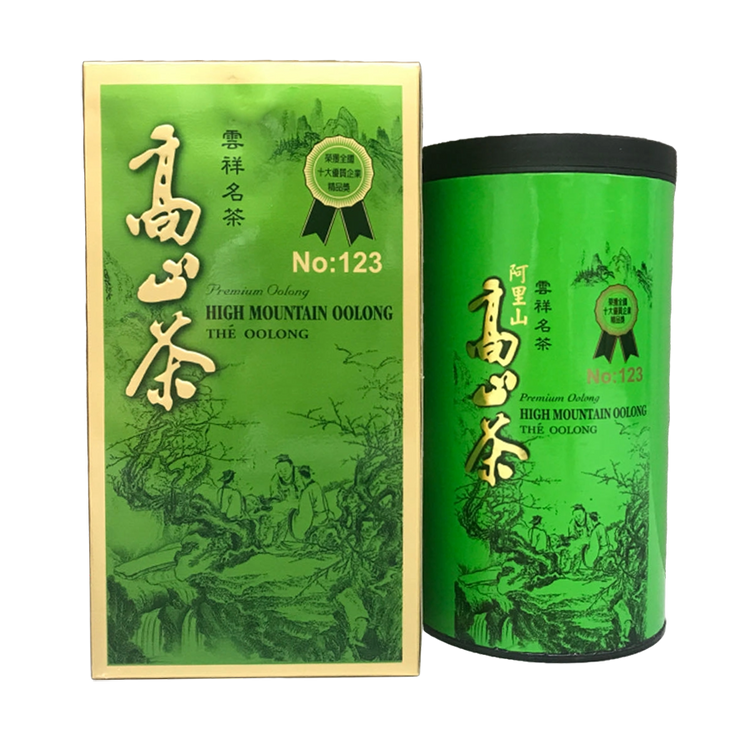 高山茶
雲祥名茶
榮獲全國
十大優質企業
精品獎
No:123
Premium Oolong
HIGH MOUNTAIN OOLONG
THÉ OOLONG
阿里山
高山茶
雲祥名茶
榮獲全國
十大優質企業
精品獎
No:123
Premium Oolong
HIGH MOUNTAIN OOLONG
THÉ OOLONG